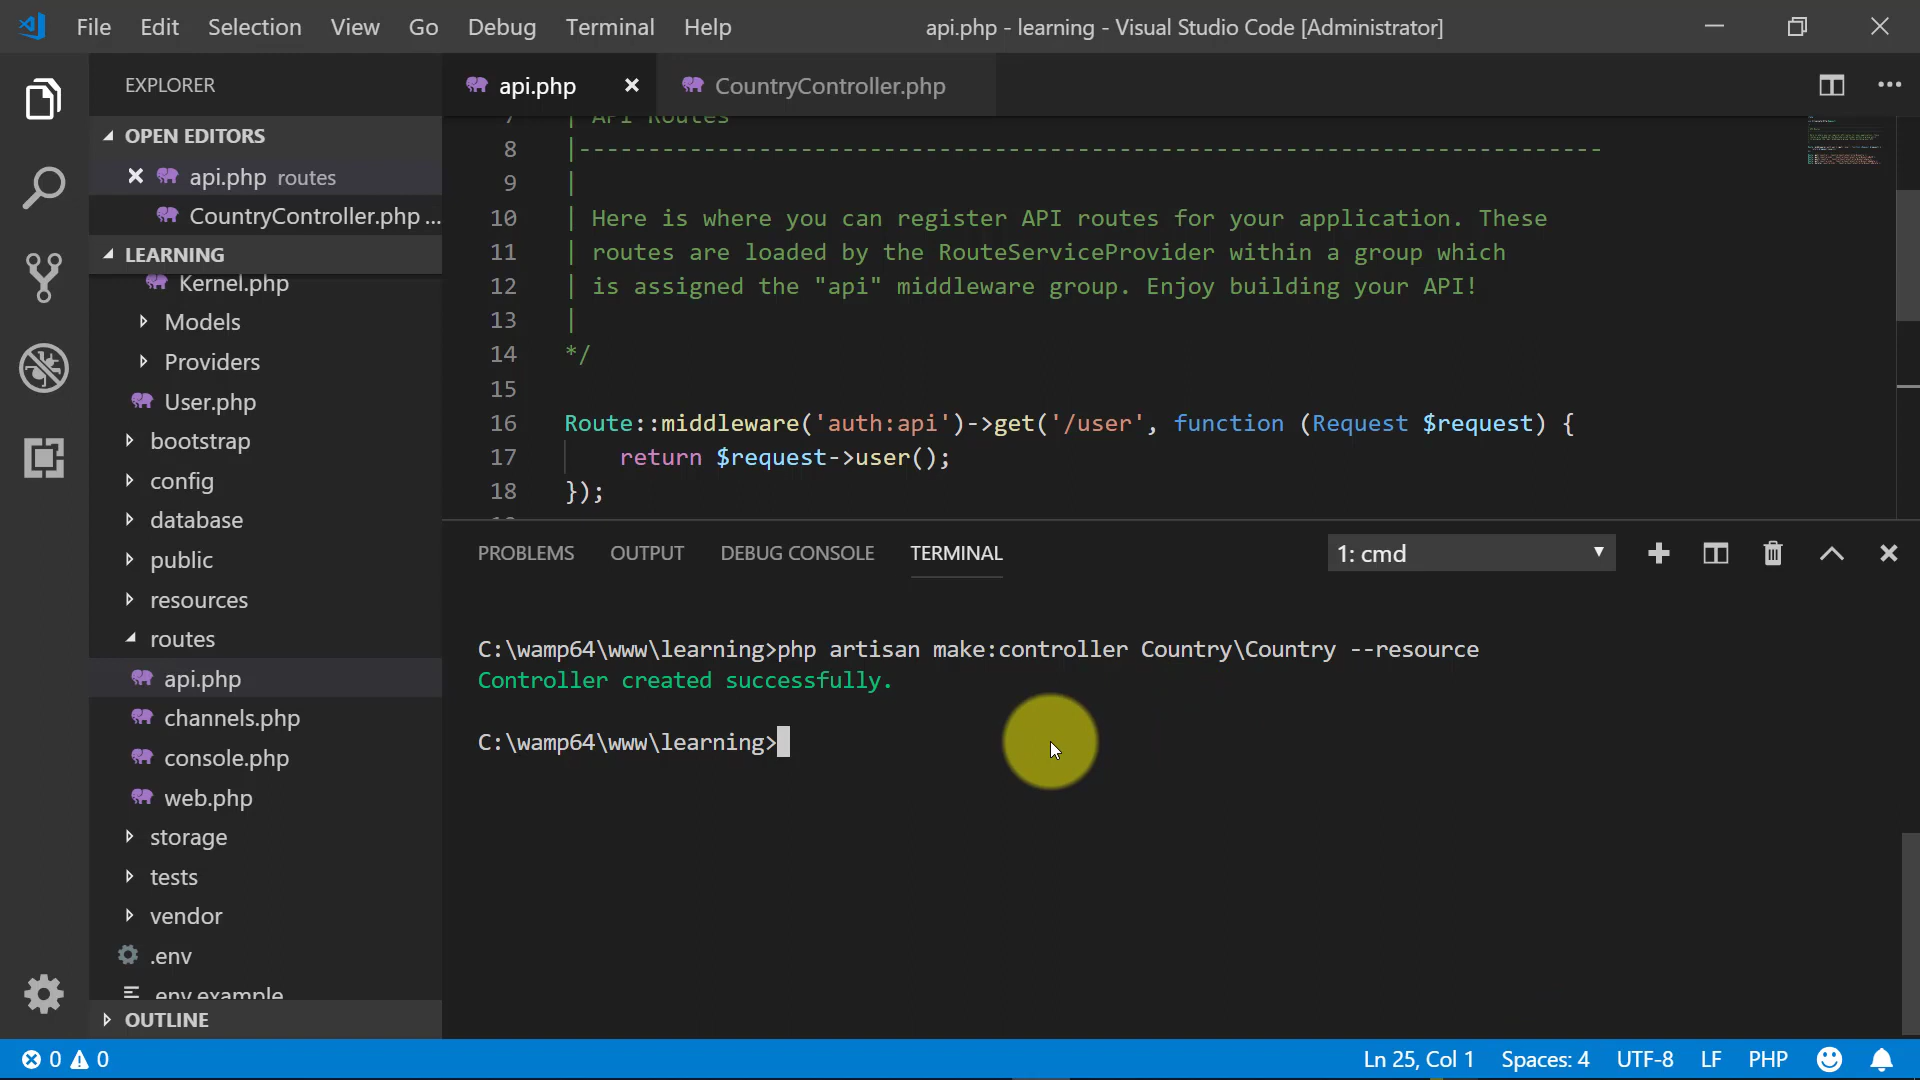 File Edit Selection View Go Debug Terminal Help
api.php - learning - Visual Studio Code [Administrator]
EXPLORER
OPEN EDITORS
api.php routes
CountryController.php ...
LEARNING
Kernel.php
Models
Providers
User.php
bootstrap
config
database
public
resources
routes
api.php
channels.php
console.php
web.php
storage
tests
vendor
.env
.env.example
OUTLINE
api.php
CountryController.php
7 | API Routes
8 |--------------------------------------------------------------------------
9 |
10 | Here is where you can register API routes for your application. These
11 | routes are loaded by the RouteServiceProvider within a group which
12 | is assigned the "api" middleware group. Enjoy building your API!
13 |
14 */
15
16 Route::middleware('auth:api')->get('/user', function (Request $request) {
17 return $request->user();
18 });
PROBLEMS OUTPUT DEBUG CONSOLE TERMINAL
1: cmd
C:\wamp64\www\learning>php artisan make:controller Country\Country --resource
Controller created successfully.
C:\wamp64\www\learning>
0 0
Ln 25, Col 1 Spaces: 4 UTF-8 LF PHP